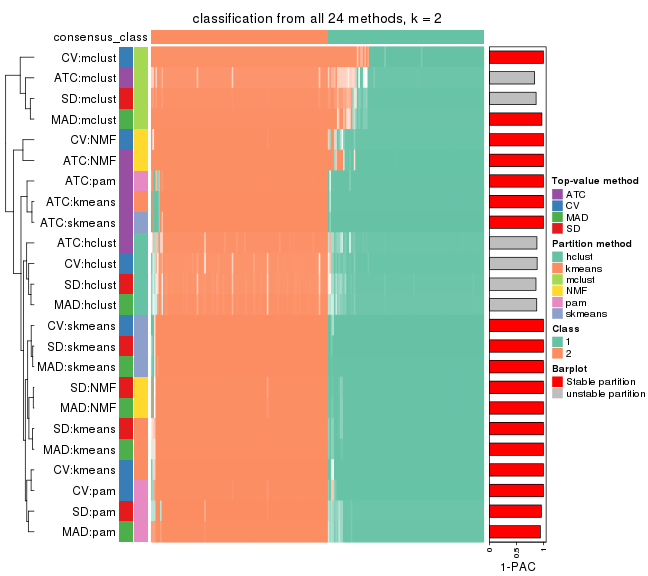 classification from all 24 methods, k = 2
consensus_class
CV:mclust
ATC:mclust
SD:mclust
MAD:mclust
CV:NMF
ATC:NMF
ATC:pam
ATC:kmeans
ATC:skmeans
ATC:hclust
CV:hclust
SD:hclust
MAD:hclust
CV:skmeans
SD:skmeans
MAD:skmeans
SD:NMF
MAD:NMF
SD:kmeans
MAD:kmeans
CV:kmeans
CV:pam
SD:pam
MAD:pam
0
0.5
1
1-PAC
Top-value method
ATC
CV
MAD
SD
Partition method
hclust
kmeans
mclust
NMF
pam
skmeans
Class
1
2
Barplot
Stable partition
unstable partition